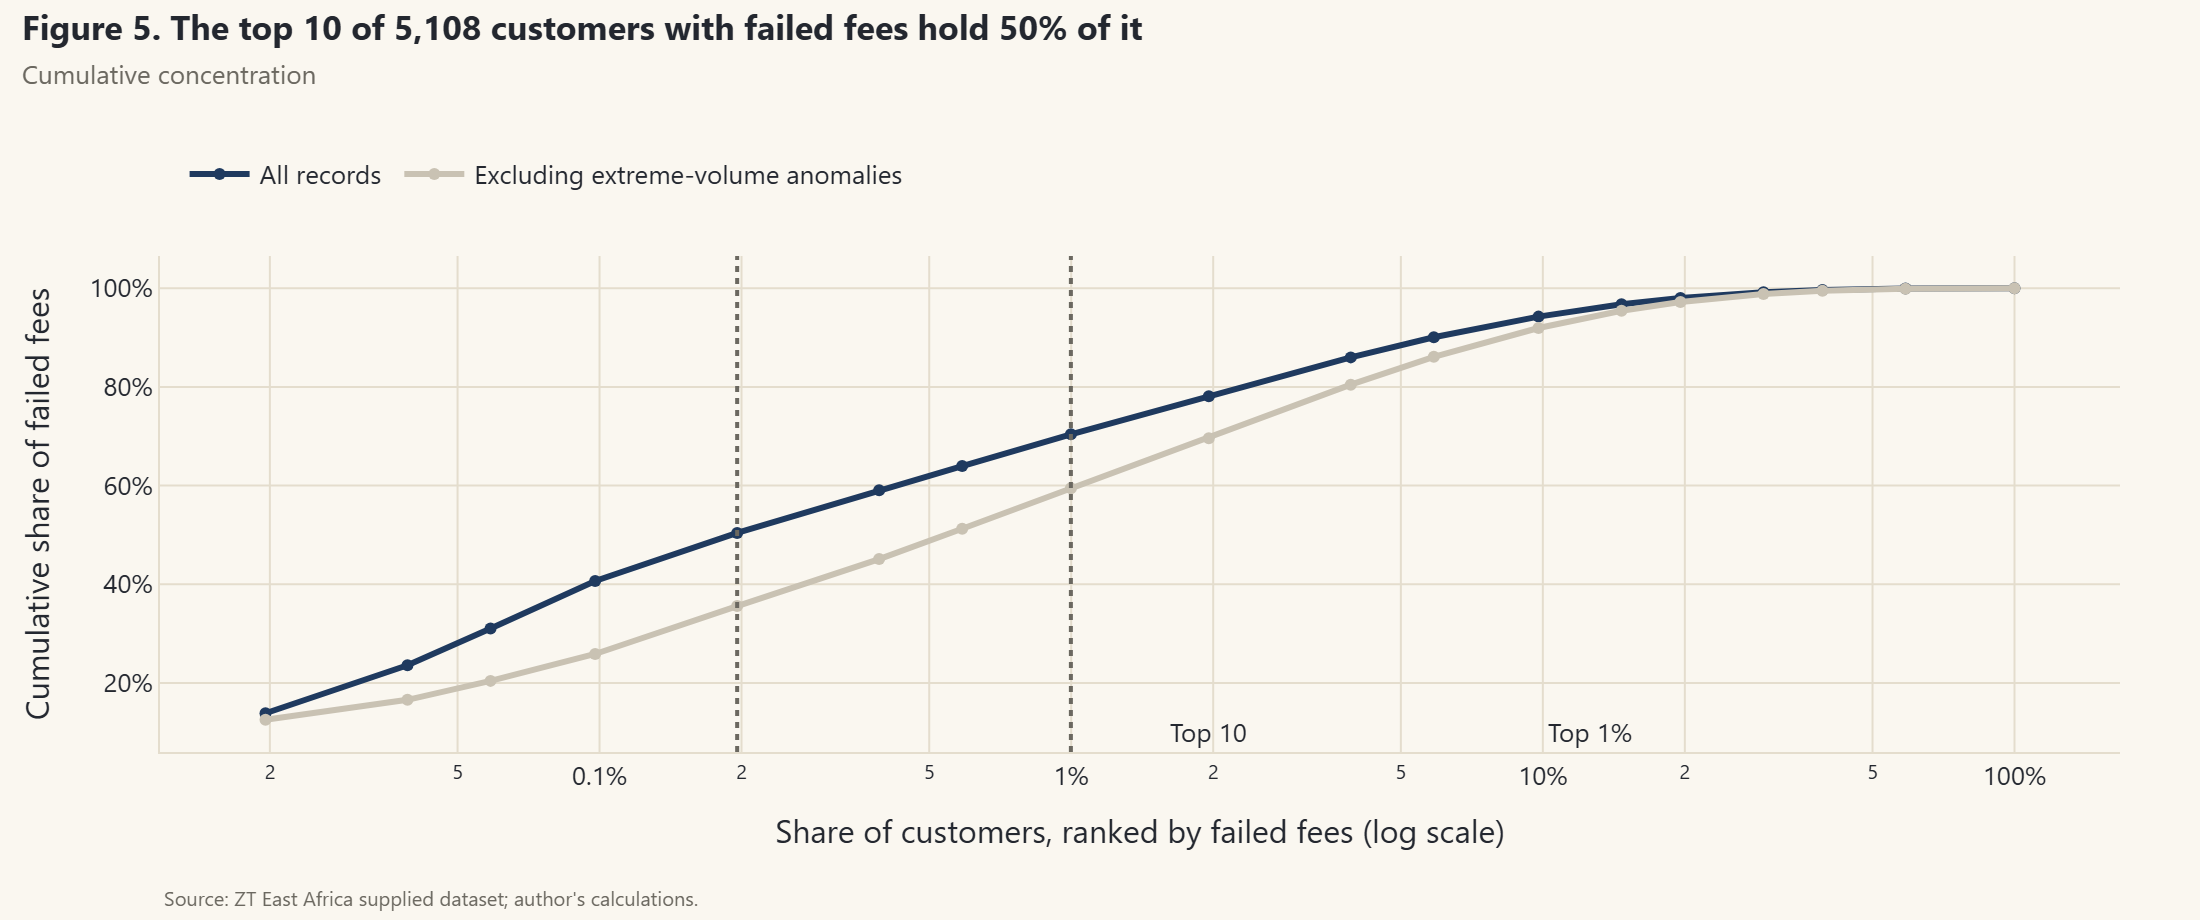 Figure 5. The top 10 of 5,108 customers with failed fees hold 50% of it
Cumulative concentration
All records
Excluding extreme-volume anomalies
Cumulative share of failed fees
100%
80%
60%
40%
20%
Top 10
Top 1%
2 5 0.1% 2 5 1% 2 5 10% 2 5 100%
Share of customers, ranked by failed fees (log scale)
Source: ZT East Africa supplied dataset; author's calculations.